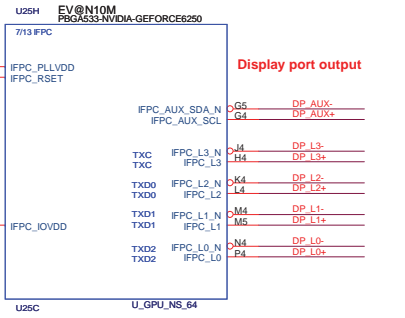 U25H EV@N10M
PBGA533-NVIDIA-GEFORCE6250
7/13 IFPC
IFPC_PLLVDD
IFPC_RSET
Display port output
IFPC_AUX_SDA_N G5 DP_AUX-
IFPC_AUX_SCL G4 DP_AUX+
TXC IFPC_L3_N J4 DP_L3-
TXC IFPC_L3 H4 DP_L3+
TXD0 IFPC_L2_N K4 DP_L2-
TXD0 IFPC_L2 L4 DP_L2+
TXD1 IFPC_L1_N M4 DP_L1-
IFPC_IOVDD TXD1 IFPC_L1 M5 DP_L1+
TXD2 IFPC_L0_N N4 DP_L0-
TXD2 IFPC_L0 P4 DP_L0+
U25C U_GPU_NS_64